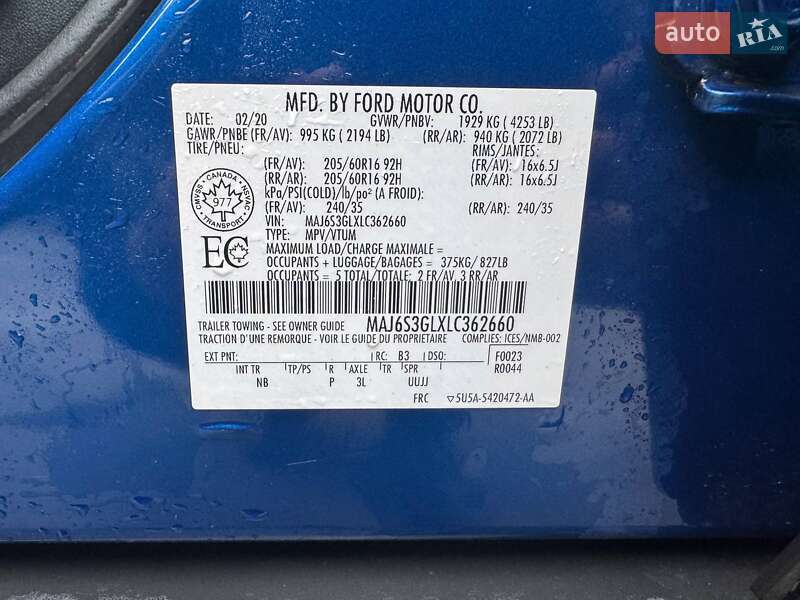 auto RIA.com
MFD. BY FORD MOTOR CO.
DATE: 02/20 GVWR/PNBV: 1929 KG ( 4253 LB)
GAWR/PNBE (FR/AV): 995 KG ( 2194 LB) (RR/AR): 940 KG ( 2072 LB)
TIRE/PNEU: RIMS/JANTES:
(FR/AV): 205/60R16 92H (FR/AV): 16x6.5J
(RR/AR): 205/60R16 92H (RR/AR): 16x6.5J
kPa/PSI(COLD)/lb/po² (A FROID):
(FR/AV): 240/35 (RR/AR): 240/35
VIN: MAJ6S3GLXLC362660
TYPE: MPV/VTUM
MAXIMUM LOAD/CHARGE MAXIMALE =
OCCUPANTS + LUGGAGE/BAGAGES = 375KG/ 827LB
OCCUPANTS = 5 TOTAL/TOTALE: 2 FR/AV, 3 RR/AR
CANADA
CMVSS NSVAC
977
TRANSPORT
EC
TRAILER TOWING - SEE OWNER GUIDE MAJ6S3GLXLC362660
TRACTION D'UNE REMORQUE - VOIR LE GUIDE DU PROPRIETAIRE COMPLIES: ICES/NMB-002
EXT PNT: RC: B3 DSO: F0023
INT TR TP/PS R AXLE TR SPR R0044
NB P 3L UUJJ
FRC ▽5U5A-5420472-AA